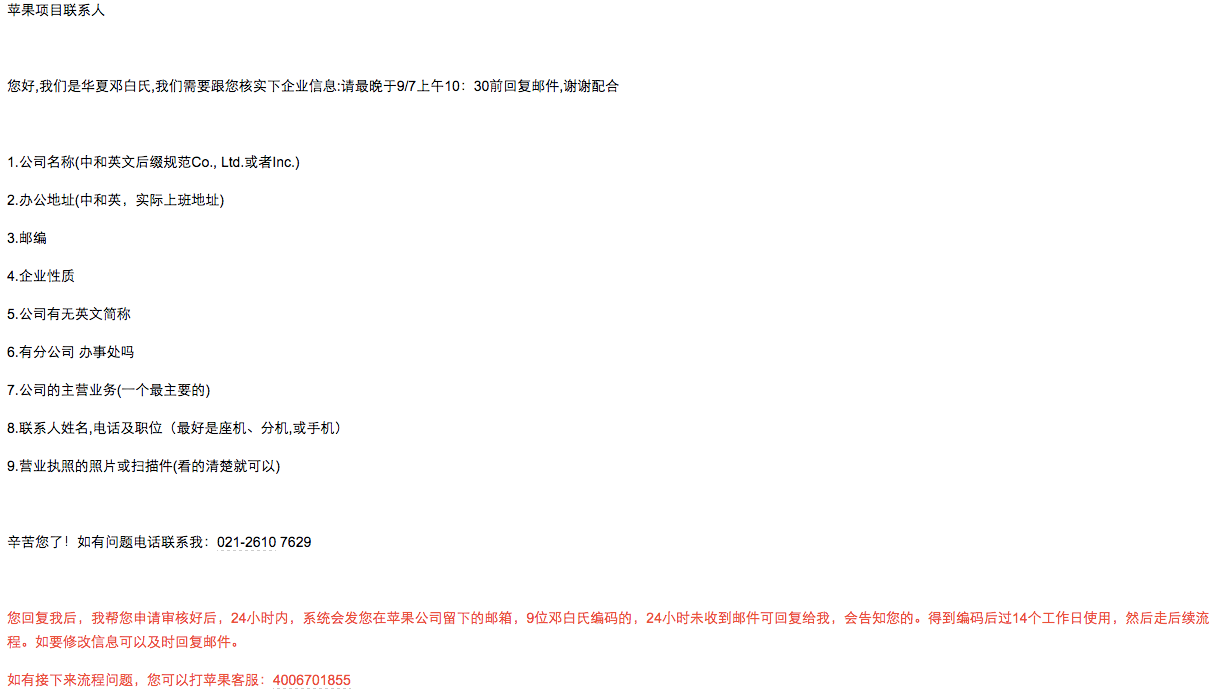 苹果项目联系人
您好,我们是华夏邓白氏,我们需要跟您核实下企业信息:请最晚于9/7上午10：30前回复邮件,谢谢配合
1.公司名称(中和英文后缀规范Co., Ltd.或者Inc.)
2.办公地址(中和英，实际上班地址)
3.邮编
4.企业性质
5.公司有无英文简称
6.有分公司 办事处吗
7.公司的主营业务(一个最主要的)
8.联系人姓名,电话及职位（最好是座机、分机,或手机）
9.营业执照的照片或扫描件(看的清楚就可以)
辛苦您了！如有问题电话联系我：021-2610 7629
您回复我后，我帮您申请审核好后，24小时内，系统会发您在苹果公司留下的邮箱，9位邓白氏编码的，24小时未收到邮件可回复给我，会告知您的。得到编码后过14个工作日使用，然后走后续流
程。如要修改信息可以及时回复邮件。
如有接下来流程问题，您可以打苹果客服：4006701855